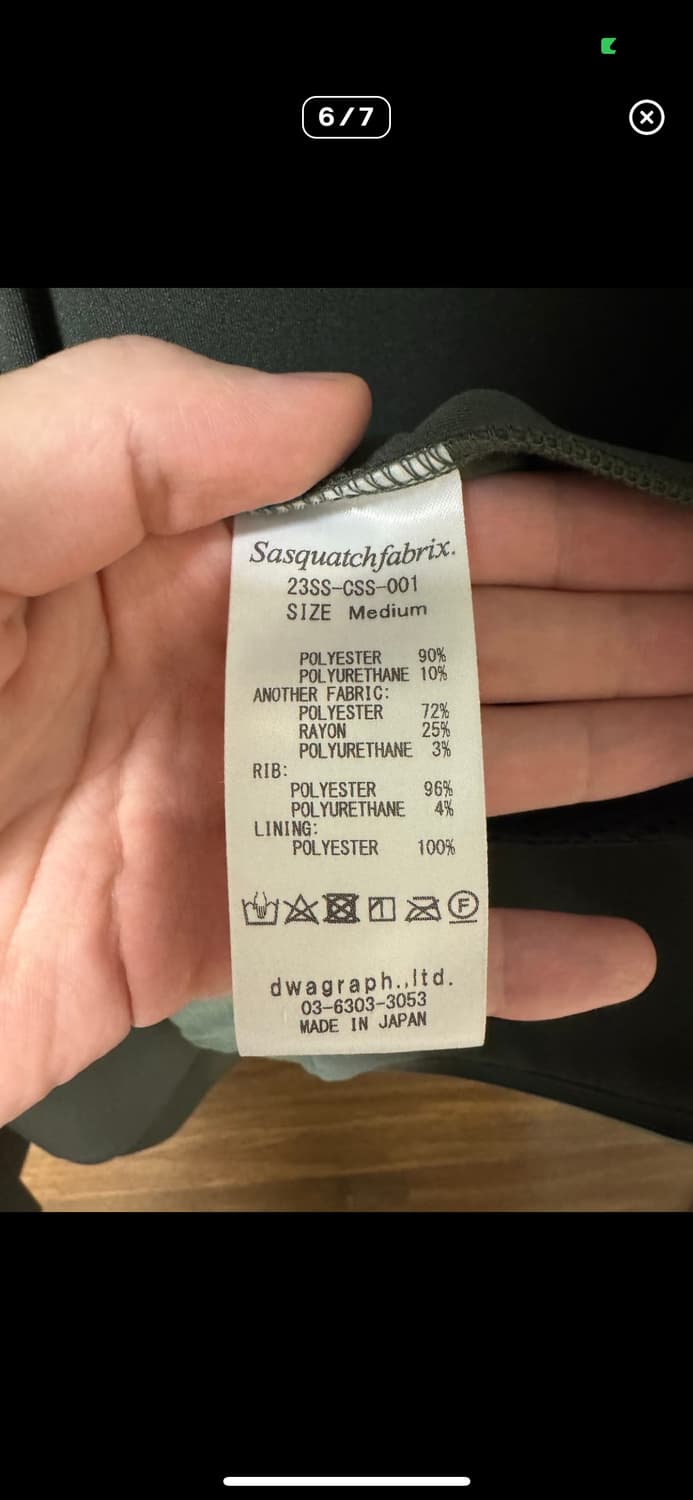 6/7
Sasquatchfabrix.
23SS-CSS-001
SIZE Medium
POLYESTER 90%
POLYURETHANE 10%
ANOTHER FABRIC:
POLYESTER 72%
RAYON 25%
POLYURETHANE 3%
RIB:
POLYESTER 96%
POLYURETHANE 4%
LINING:
POLYESTER 100%
F
dwagraph.,ltd.
03-6303-3053
MADE IN JAPAN